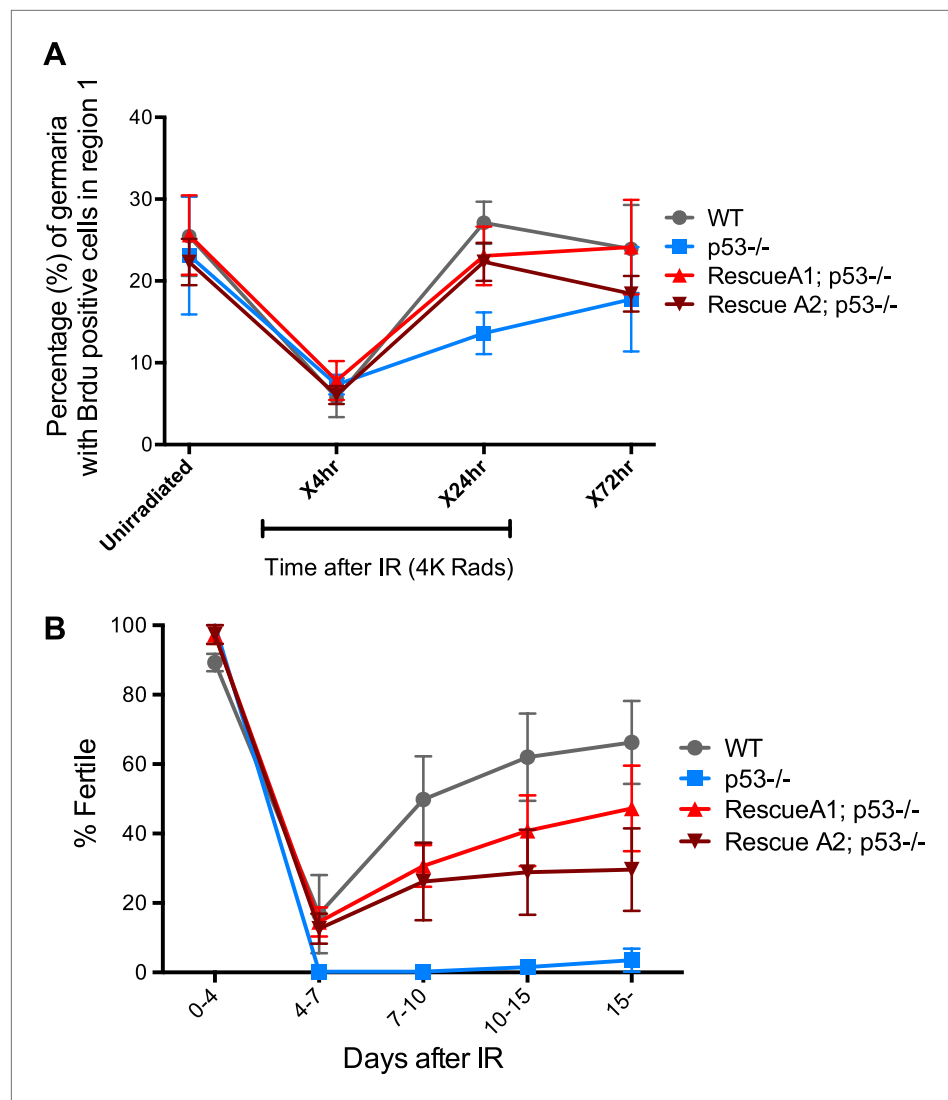 A
Percentage (%) of germaria
with Brdu positive cells in region 1
40
30
20
10
0
Unirradiated
X4hr
X24hr
X72hr
Time after IR (4K Rads)
WT
p53-/-
RescueA1; p53-/-
Rescue A2; p53-/-
B
% Fertile
100
80
60
40
20
0
0-4
4-7
7-10
10-15
15-
Days after IR
WT
p53-/-
RescueA1; p53-/-
Rescue A2; p53-/-